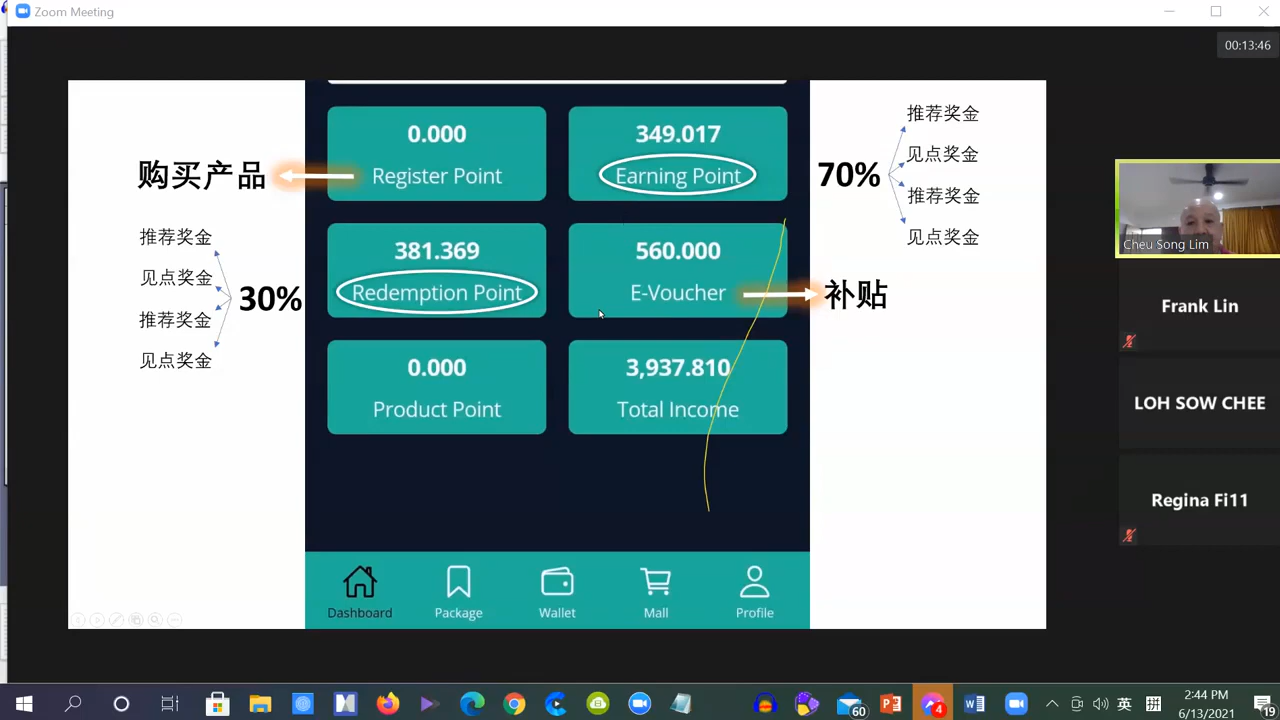 Zoom Meeting
00:13:46
0.000
Register Point
349.017
Earning Point
381.369
Redemption Point
560.000
E-Voucher
0.000
Product Point
3,937.810
Total Income
Dashboard
Package
Wallet
Mall
Profile
购买产品
推荐奖金
见点奖金
推荐奖金
见点奖金
30%
70%
推荐奖金
见点奖金
推荐奖金
见点奖金
补贴
Cheu Song Lim
Frank Lin
LOH SOW CHEE
Regina Fi11
60
4
英
拼
2:44 PM
6/13/2021
19